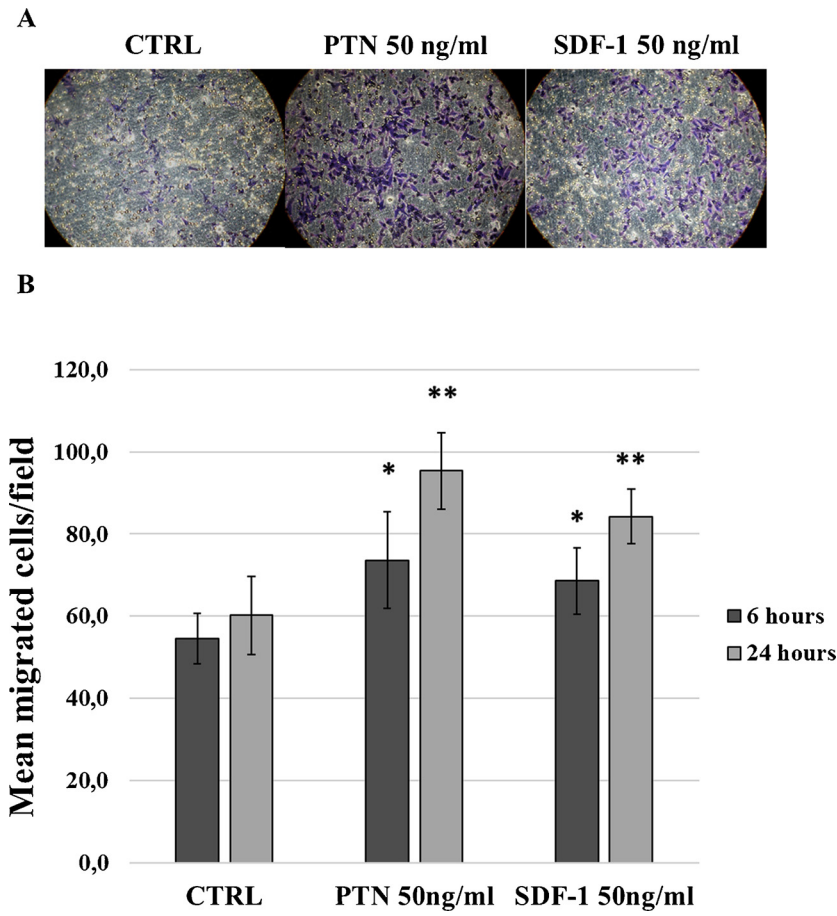 A
CTRL PTN 50 ng/ml SDF-1 50 ng/ml
B
Mean migrated cells/field
120,0
100,0
80,0
60,0
40,0
20,0
0,0
*
**
*
**
6 hours
24 hours
CTRL PTN 50ng/ml SDF-1 50ng/ml